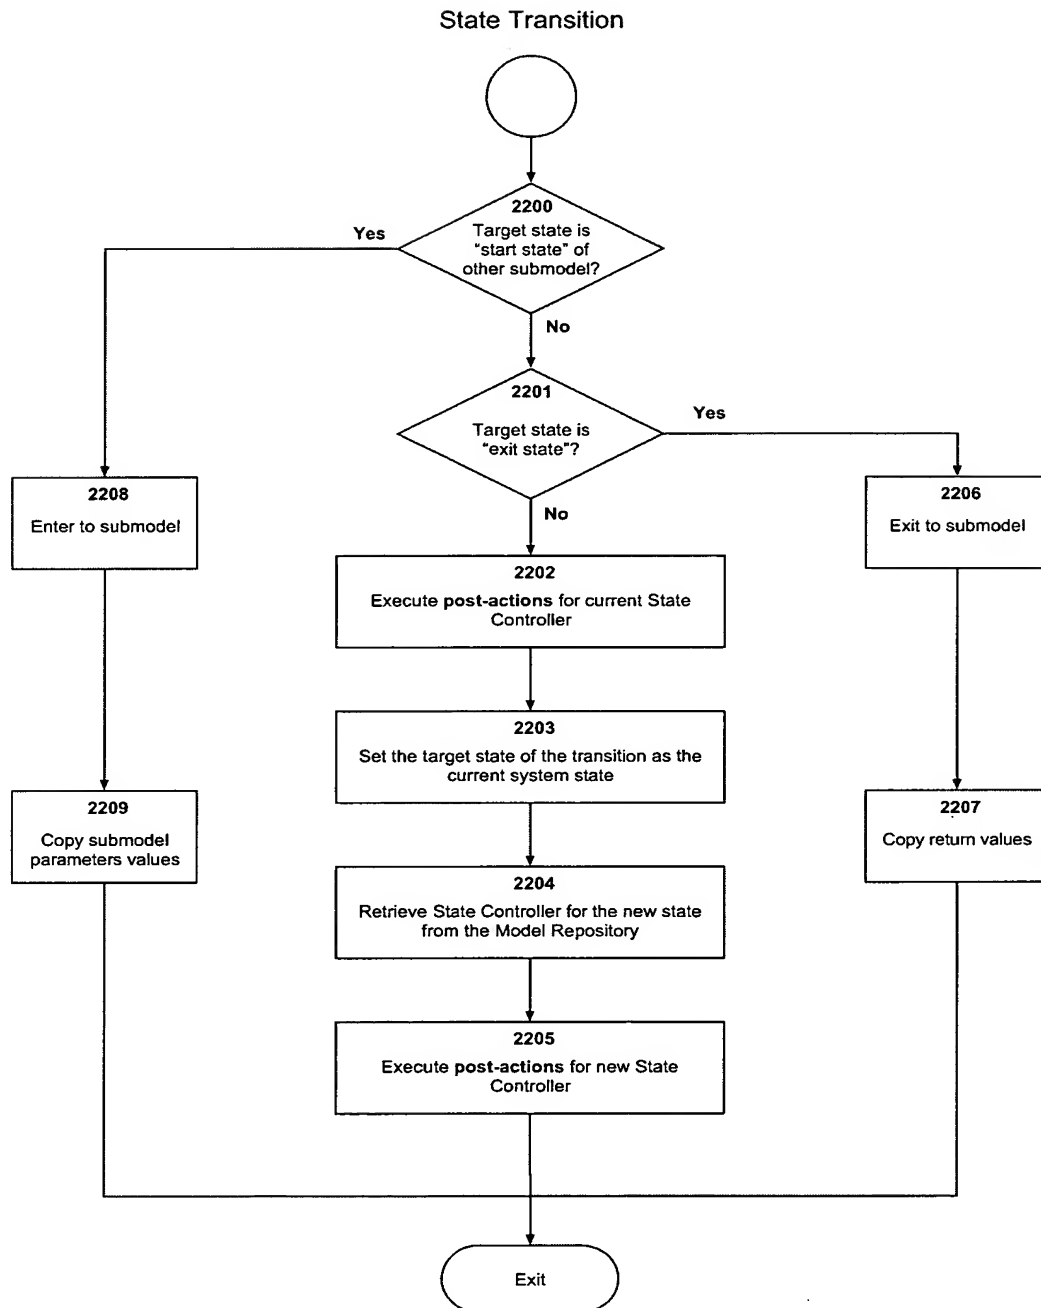 State Transition
2200
Target state is
“start state” of
other submodel?
Yes
No
2201
Target state is
“exit state”?
Yes
No
2208
Enter to submodel
2206
Exit to submodel
2202
Execute post-actions for current State
Controller
2203
Set the target state of the transition as the
current system state
2209
Copy submodel
parameters values
2207
Copy return values
2204
Retrieve State Controller for the new state
from the Model Repository
2205
Execute post-actions for new State
Controller
Exit